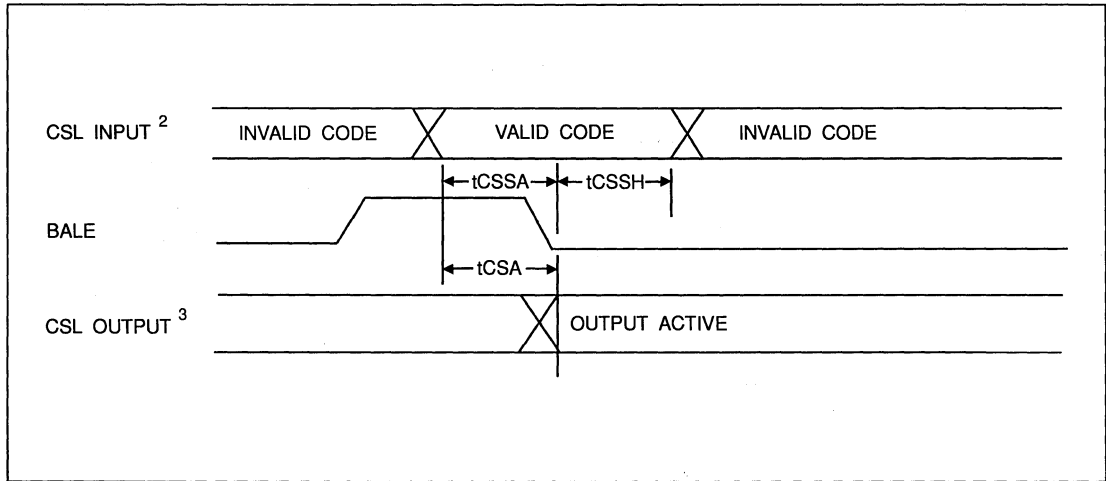 CSL INPUT 2 INVALID CODE VALID CODE INVALID CODE
tCSSA tCSSH
BALE
tCSA
CSL OUTPUT 3 OUTPUT ACTIVE